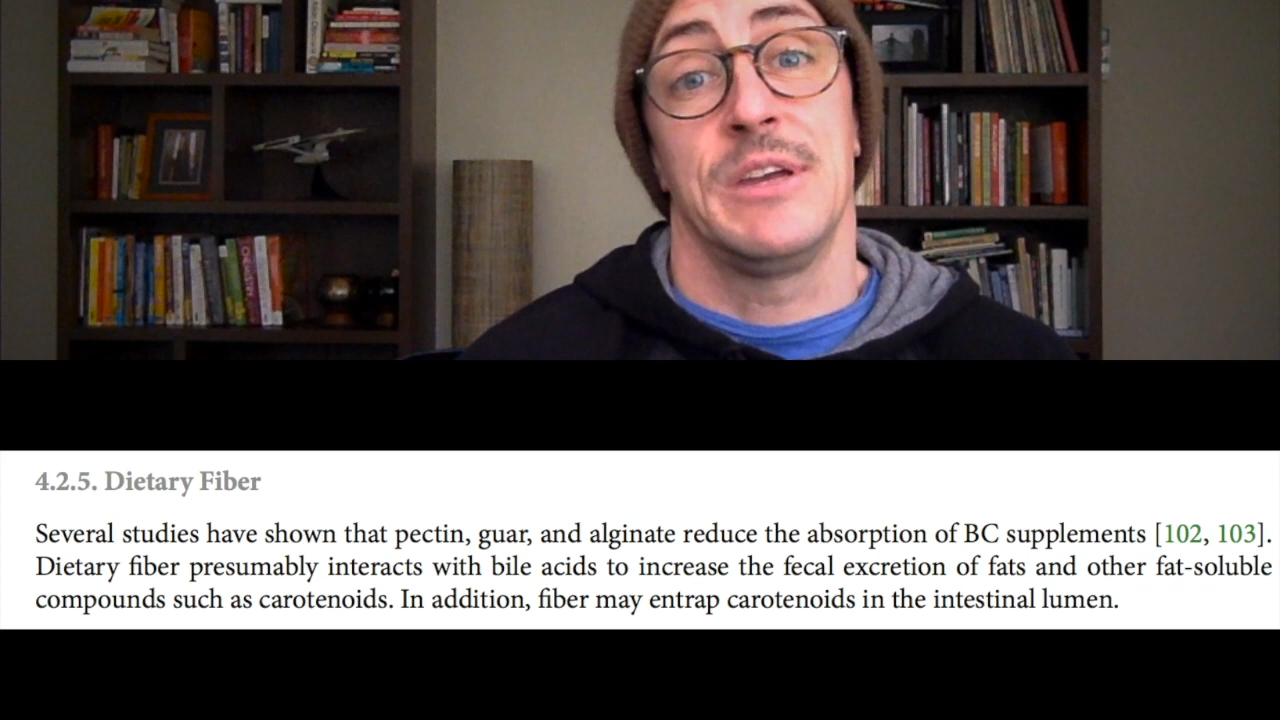 4.2.5. Dietary Fiber
Several studies have shown that pectin, guar, and alginate reduce the absorption of BC supplements [102, 103].
Dietary fiber presumably interacts with bile acids to increase the fecal excretion of fats and other fat-soluble
compounds such as carotenoids. In addition, fiber may entrap carotenoids in the intestinal lumen.